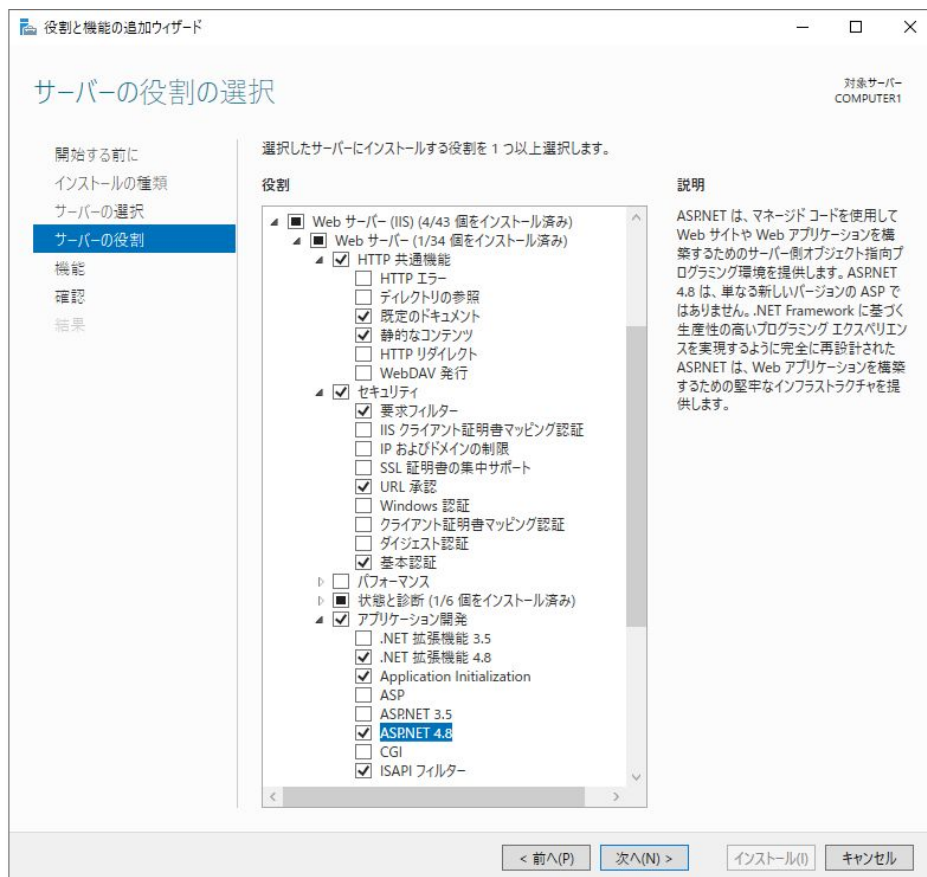 役割と機能の追加ウィザード
サーバーの役割の選択
対象サーバー
COMPUTER1
開始する前に
インストールの種類
サーバーの選択
サーバーの役割
機能
確認
結果
選択したサーバーにインストールする役割を 1 つ以上選択します。
役割
Web サーバー (IIS) (4/43 個をインストール済み)
Web サーバー (1/34 個をインストール済み)
HTTP 共通機能
HTTP エラー
ディレクトリの参照
既定のドキュメント
静的なコンテンツ
HTTP リダイレクト
WebDAV 発行
セキュリティ
要求フィルター
IIS クライアント証明書マッピング認証
IP およびドメインの制限
SSL 証明書の集中サポート
URL 承認
Windows 認証
クライアント証明書マッピング認証
ダイジェスト認証
基本認証
パフォーマンス
状態と診断 (1/6 個をインストール済み)
アプリケーション開発
.NET 拡張機能 3.5
.NET 拡張機能 4.8
Application Initialization
ASP
ASP.NET 3.5
ASP.NET 4.8
CGI
ISAPI フィルター
説明
ASP.NET は、マネージド コードを使用して
Web サイトや Web アプリケーションを構
築するためのサーバー側オブジェクト指向プ
ログラミング環境を提供します。ASP.NET
4.8 は、単なる新しいバージョンの ASP で
はありません。.NET Framework に基づく
生産性の高いプログラミング エクスペリエン
スを実現するように完全に再設計された
ASP.NET は、Web アプリケーションを構築
するための堅牢なインフラストラクチャを提
供します。
< 前へ(P)
次へ(N) >
インストール(I)
キャンセル